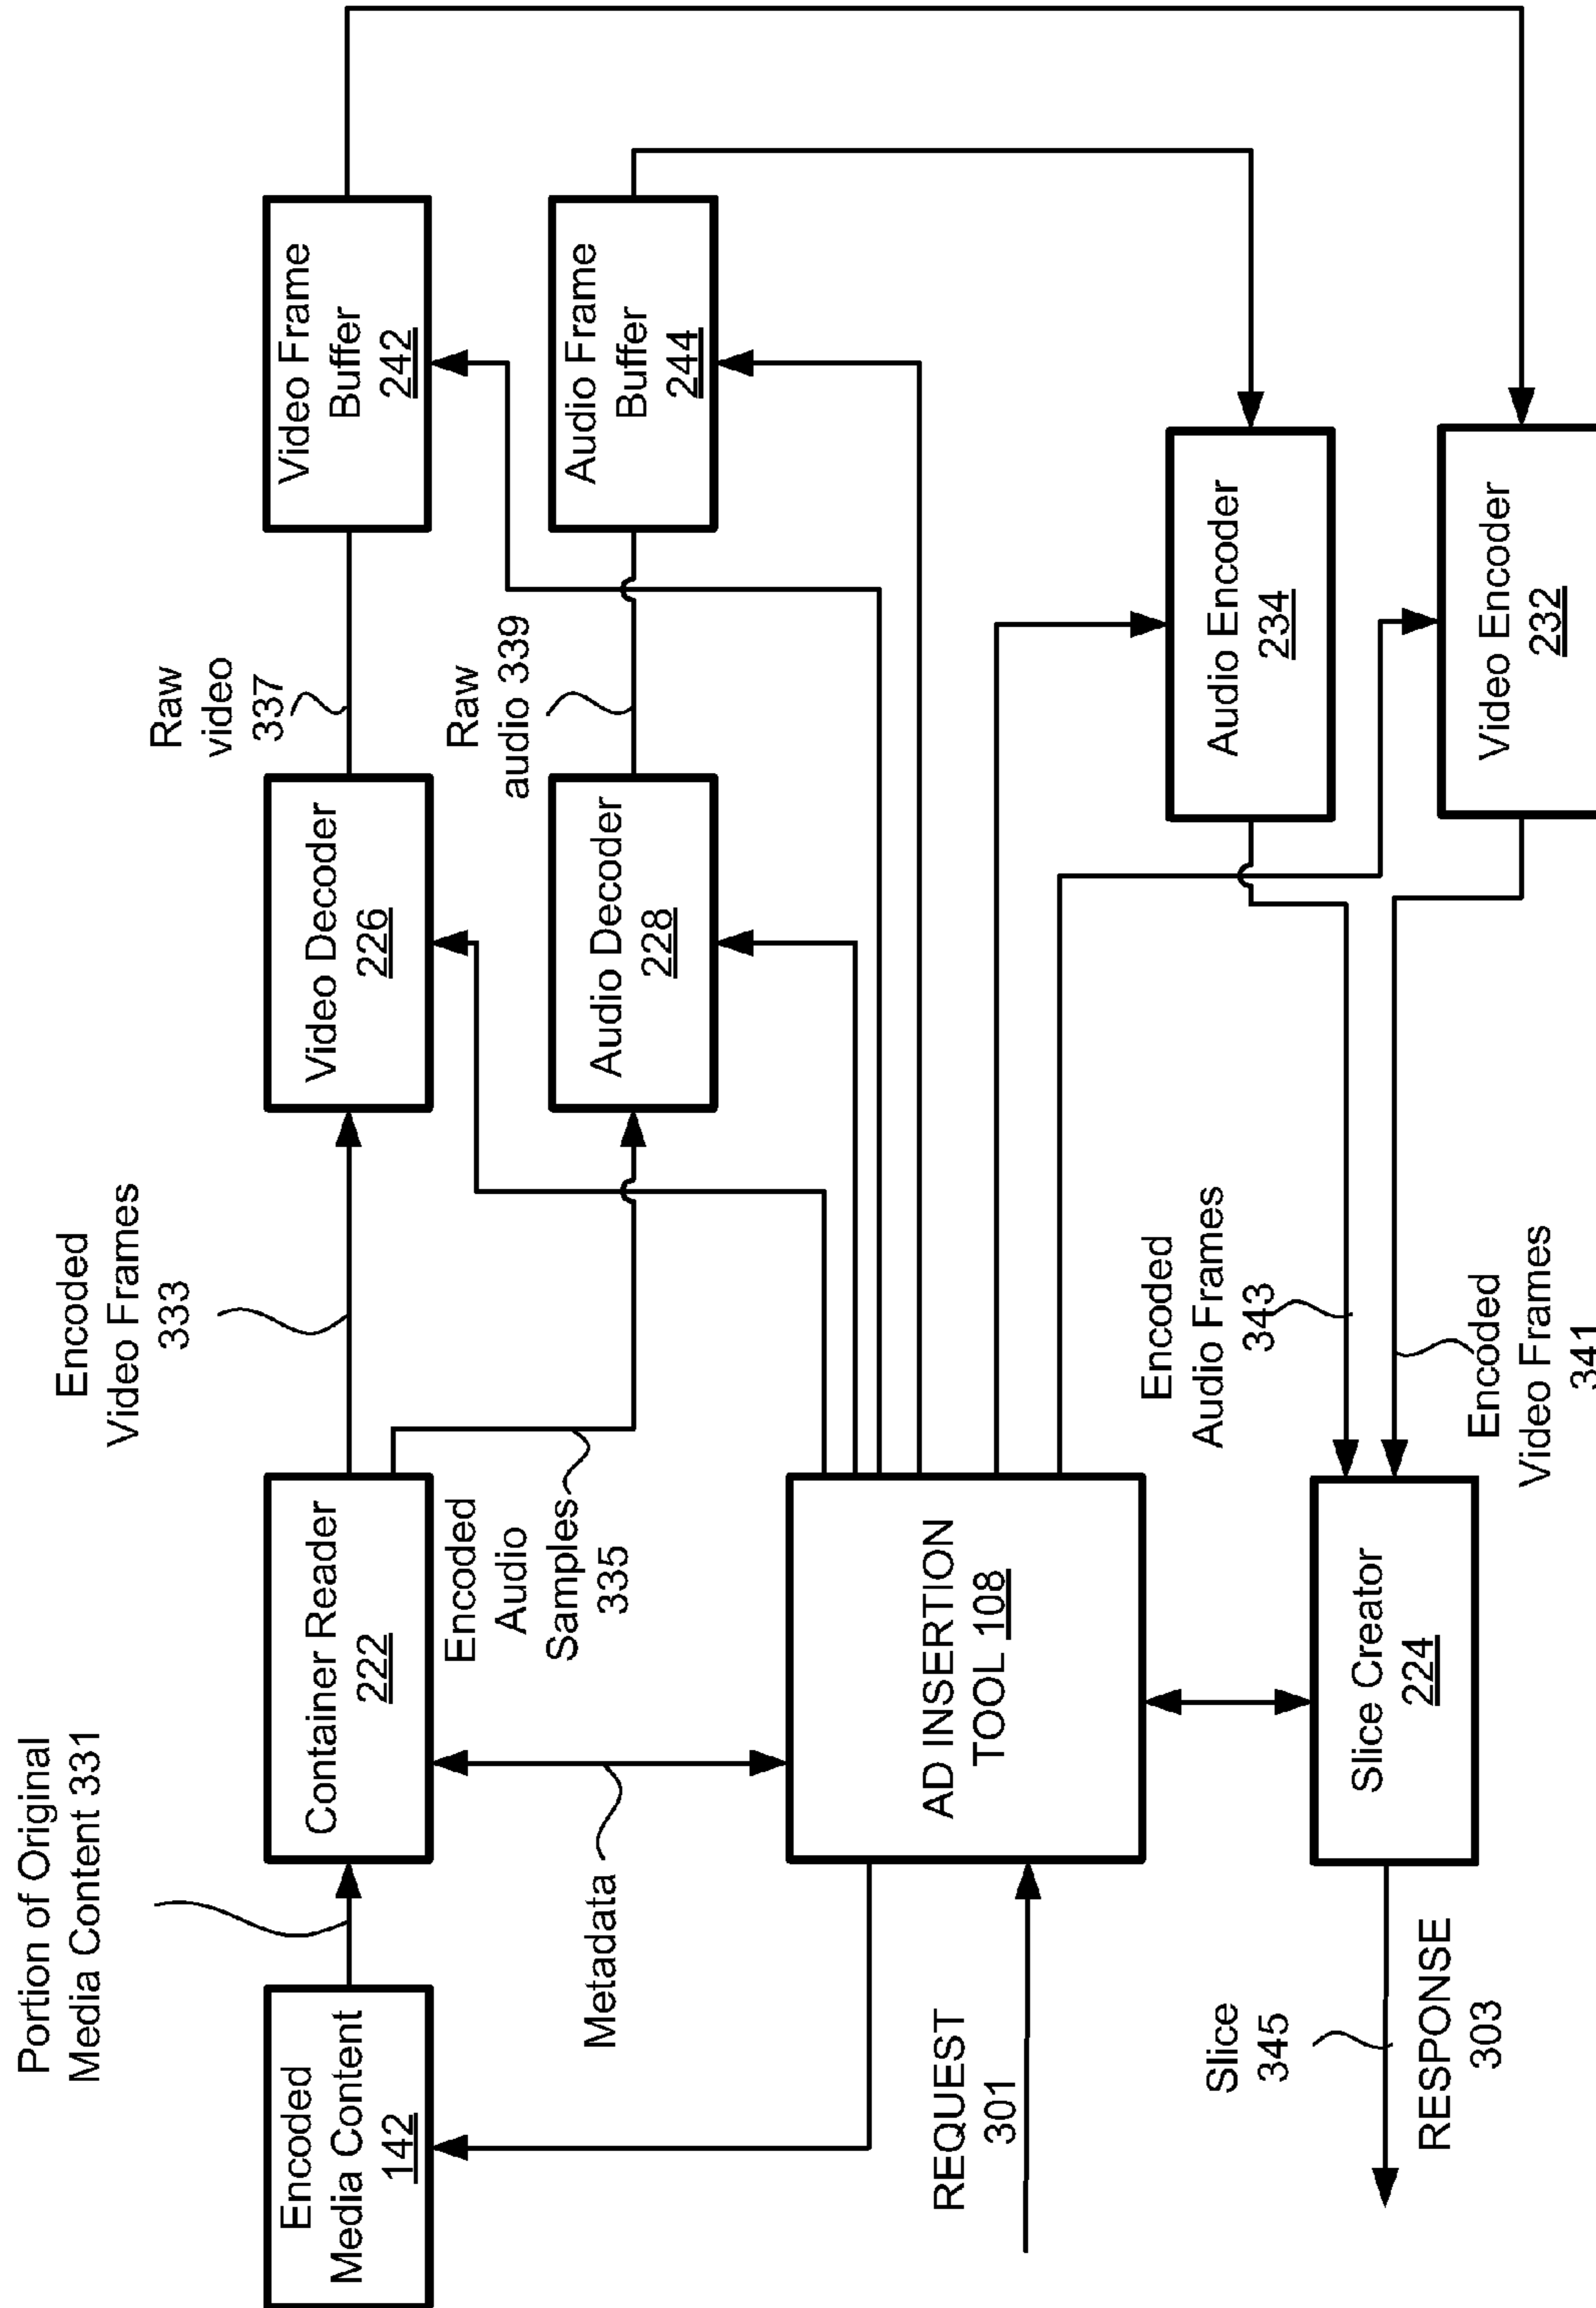 Portion of Original
Media Content 331
Encoded
Video Frames
333
Raw
video
337
Encoded
Media Content
142
Container Reader
222
Video Decoder
226
Video Frame
Buffer
242
Encoded
Audio
Samples
335
Raw
audio 339
Audio Decoder
228
Audio Frame
Buffer
244
Metadata
AD INSERTION
TOOL 108
REQUEST
301
Encoded
Audio Frames
343
Audio Encoder
234
Slice
345
Slice Creator
224
RESPONSE
303
Encoded
Video Frames
341
Video Encoder
232